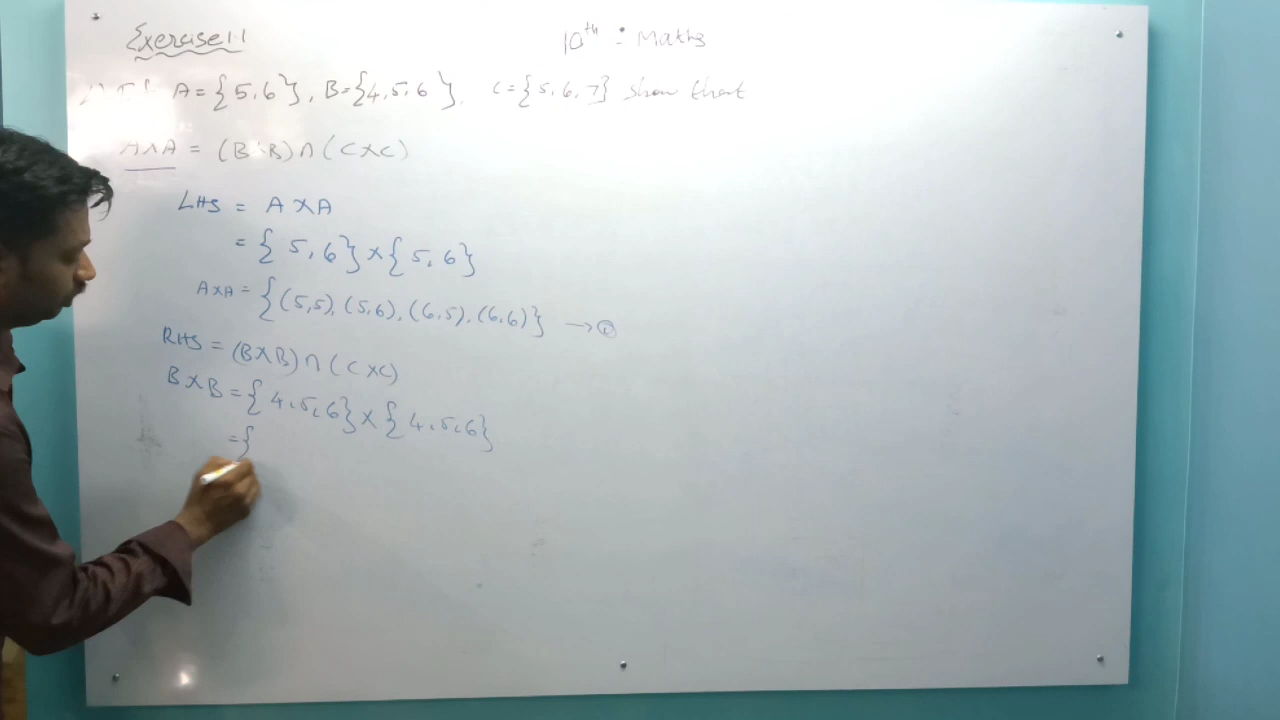 Exercise 1.1
10th : Maths
A = {5,6}, B={4,5,6}, C={5,6,7} show that
A×A = (B×B)∩(C×C)
LHS = A×A
= {5,6}×{5,6}
A×A = {(5,5),(5,6),(6,5),(6,6)} →①
RHS = (B×B)∩(C×C)
B×B = {4,5,6}×{4,5,6}
= {